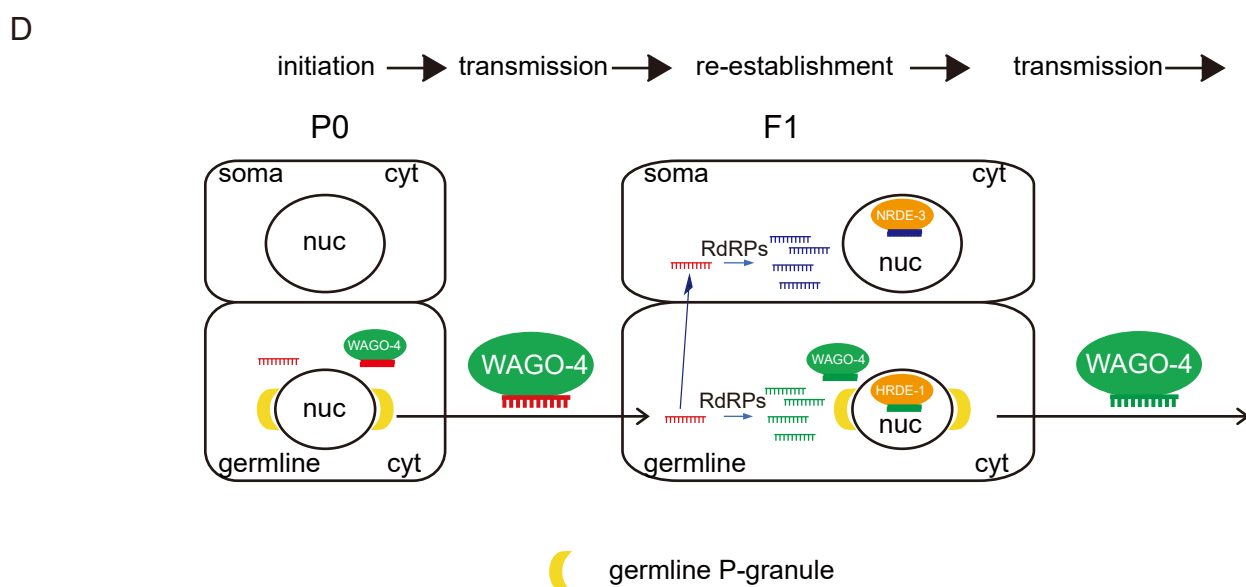 D
initiation transmission re-establishment transmission
P0 F1
soma cyt soma cyt
NRDE-3
nuc RdRPs nuc
WAGO-4 WAGO-4 WAGO-4 WAGO-4
HRDE-1
nuc RdRPs nuc
germline cyt germline cyt
germline P-granule